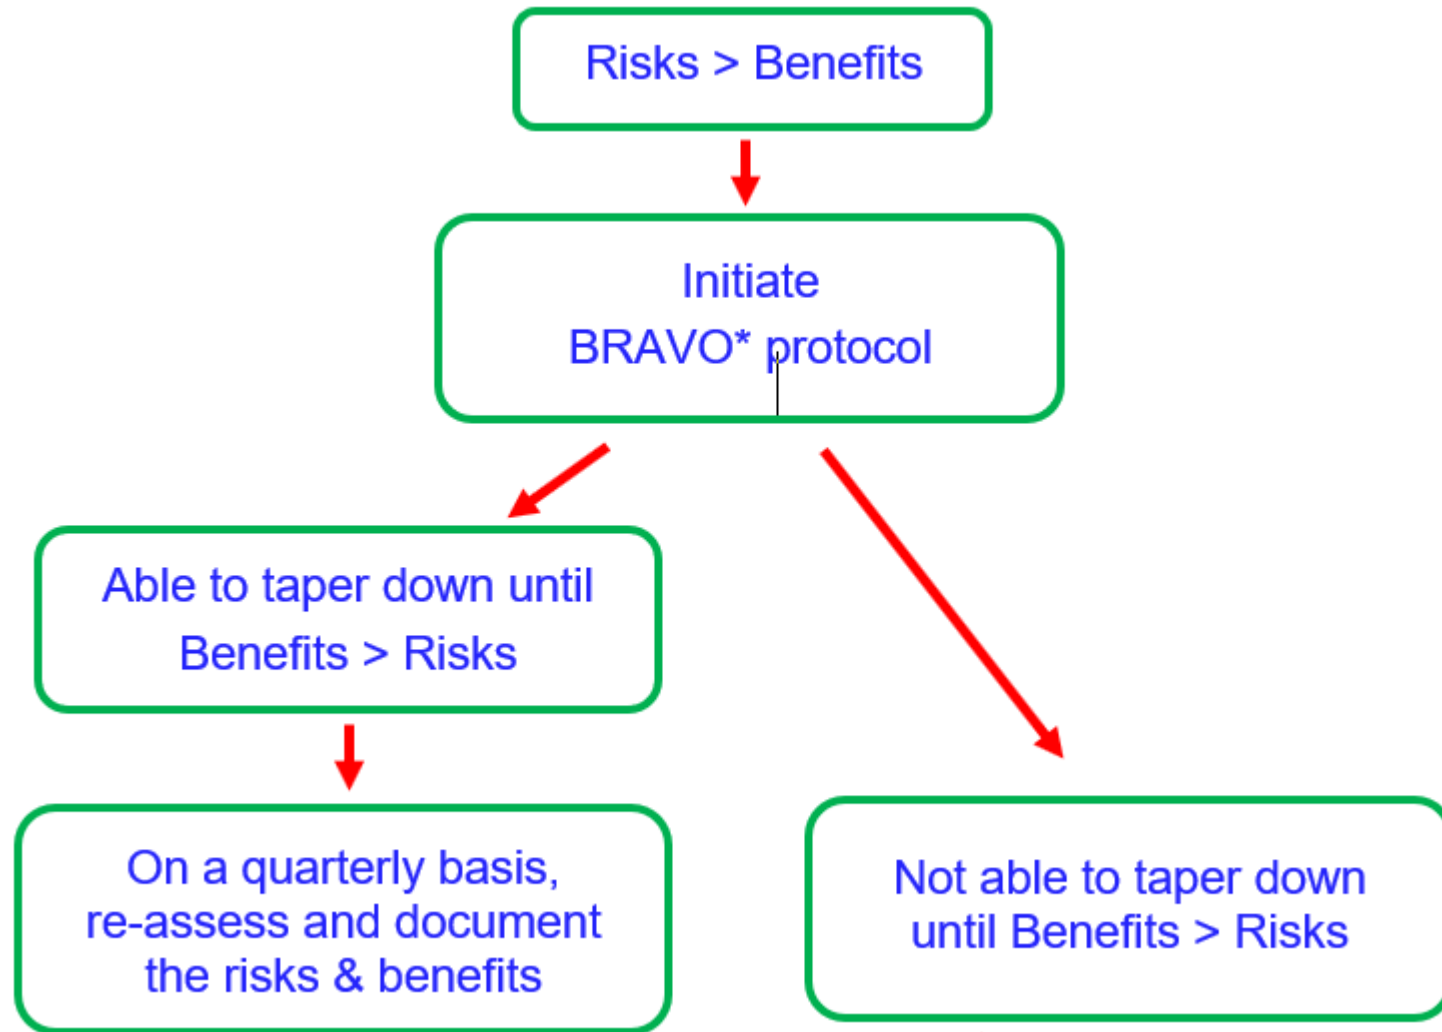 Risks > Benefits
Initiate
BRAVO* protocol
Able to taper down until
Benefits > Risks
On a quarterly basis,
re-assess and document
the risks & benefits
Not able to taper down
until Benefits > Risks